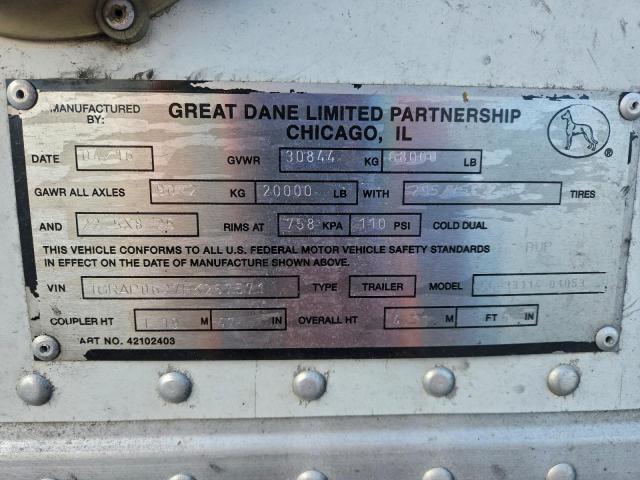 MANUFACTURED BY:
GREAT DANE LIMITED PARTNERSHIP
CHICAGO, IL
®
DATE GVWR 30844 KG 68000 LB
GAWR ALL AXLES KG 20000 LB WITH TIRES
AND RIMS AT 758 KPA 110 PSI COLD DUAL
THIS VEHICLE CONFORMS TO ALL U.S. FEDERAL MOTOR VEHICLE SAFETY STANDARDS
IN EFFECT ON THE DATE OF MANUFACTURE SHOWN ABOVE.
VIN TYPE TRAILER MODEL
COUPLER HT M IN OVERALL HT M FT IN
ART NO. 42102403